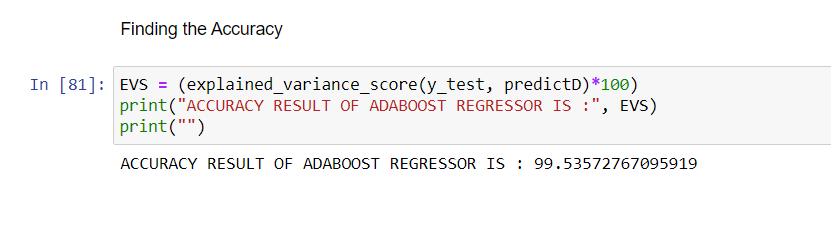 Finding the Accuracy
In [81]: EVS = (explained_variance_score(y_test, predictD)*100)
print("ACCURACY RESULT OF ADABOOST REGRESSOR IS :", EVS)
print("")
ACCURACY RESULT OF ADABOOST REGRESSOR IS : 99.53572767095919